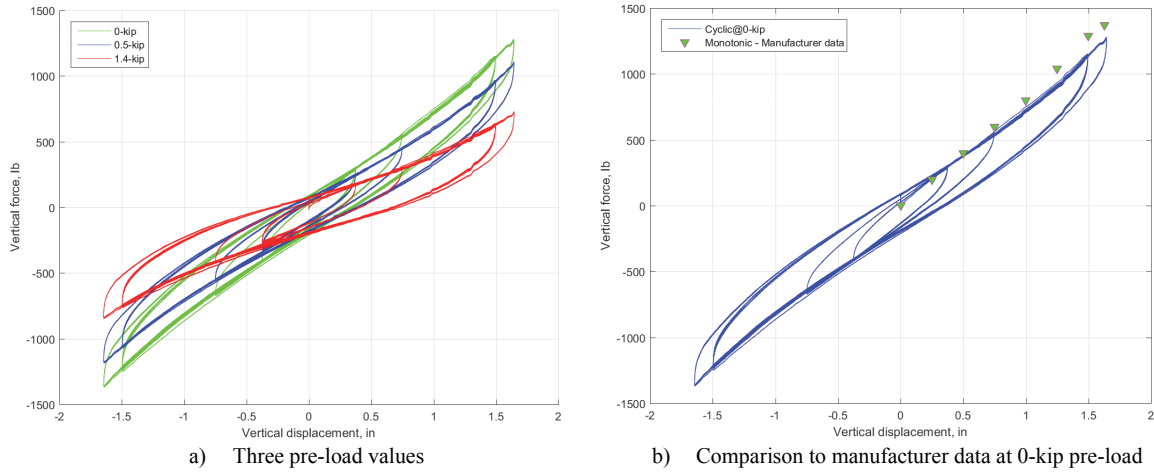 1500
1000
500
0
-500
-1000
-1500
Vertical force, lb
0-kip
0.5-kip
1.4-kip
-2
-1.5
-1
-0.5
0
0.5
1
1.5
2
Vertical displacement, in
a) Three pre-load values
1500
1000
500
0
-500
-1000
-1500
Vertical force, lb
Cyclic@0-kip
Monotonic - Manufacturer data
-2
-1.5
-1
-0.5
0
0.5
1
1.5
2
Vertical displacement, in
b) Comparison to manufacturer data at 0-kip pre-load